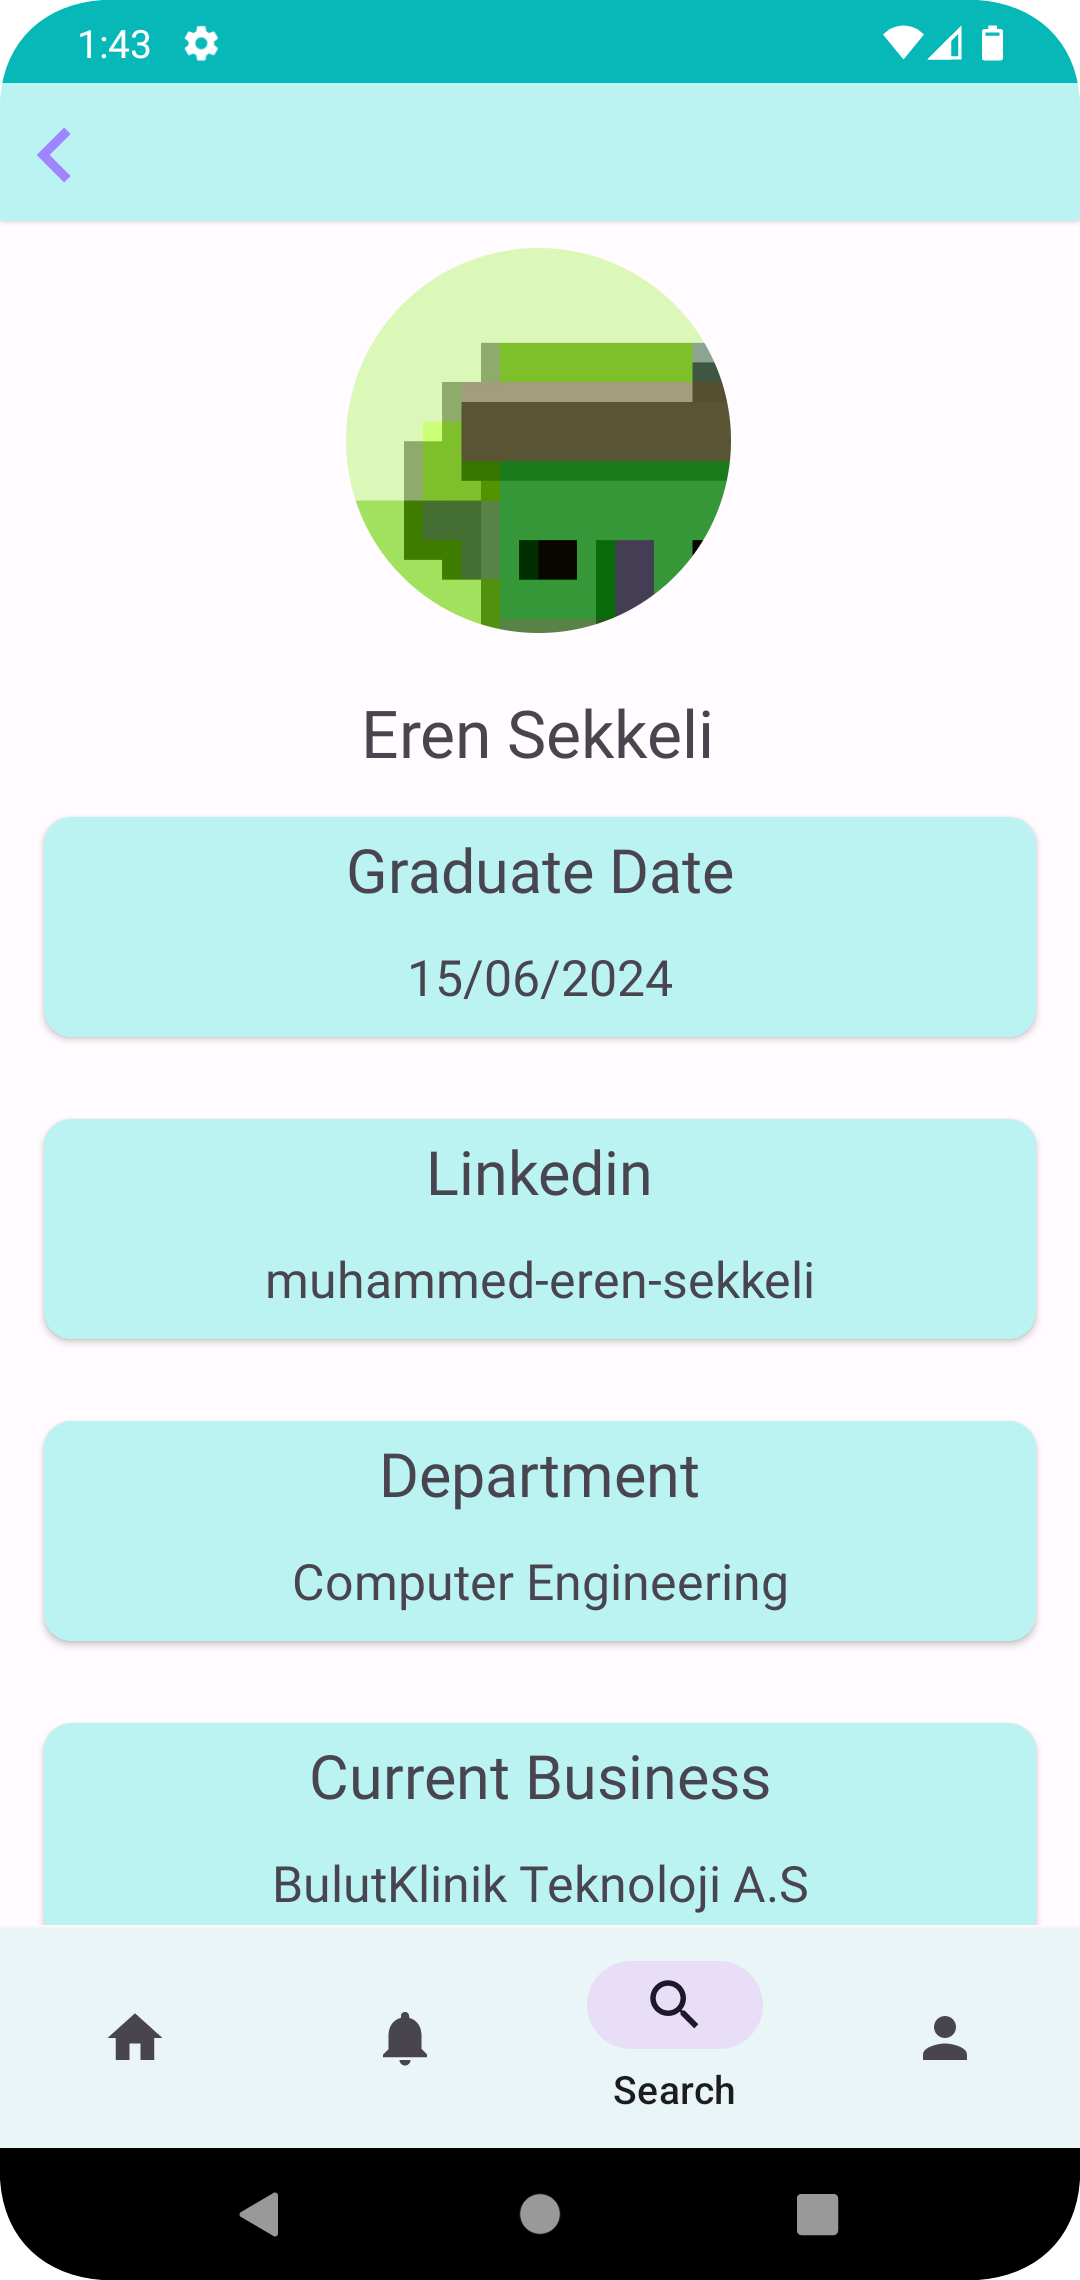 1:43
Eren Sekkeli
Graduate Date
15/06/2024
Linkedin
muhammed-eren-sekkeli
Department
Computer Engineering
Current Business
BulutKlinik Teknoloji A.S
Search